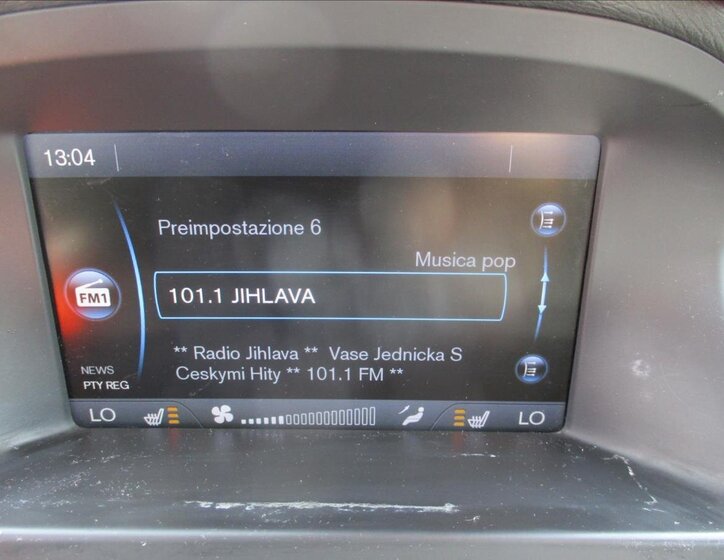 13:04
Preimpostazione 6
Musica pop
FM1
101.1 JIHLAVA
** Radio Jihlava ** Vase Jednicka S
Ceskymi Hity ** 101.1 FM **
NEWS
PTY REG
LO LO